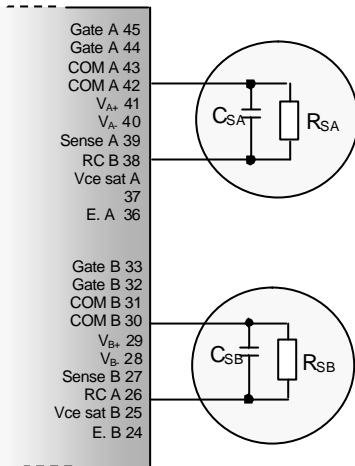 Gate A 45
Gate A 44
COM A 43
COM A 42
VA+ 41
VA- 40
Sense A 39
RC B 38
Vce sat A
37
E. A 36
CSA
RSA
Gate B 33
Gate B 32
COM B 31
COM B 30
VB+ 29
VB- 28
Sense B 27
RC A 26
Vce sat B 25
E. B 24
CSB
RSB